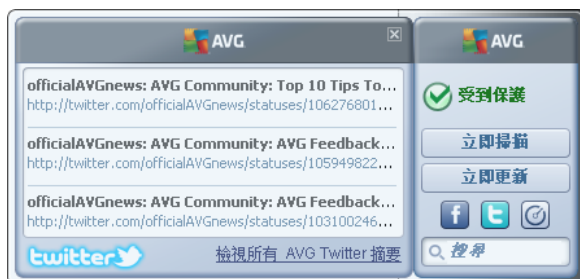 AVG
officialAVGnews: AVG Community: Top 10 Tips To...
http://twitter.com/officialAVGnews/statuses/106276801...
officialAVGnews: AVG Community: AVG Feedback...
http://twitter.com/officialAVGnews/statuses/105949822...
officialAVGnews: AVG Community: AVG Feedback...
http://twitter.com/officialAVGnews/statuses/103100246...
twitter
檢視所有 AVG Twitter 摘要
AVG
受到保護
立即掃描
立即更新
f t
搜尋